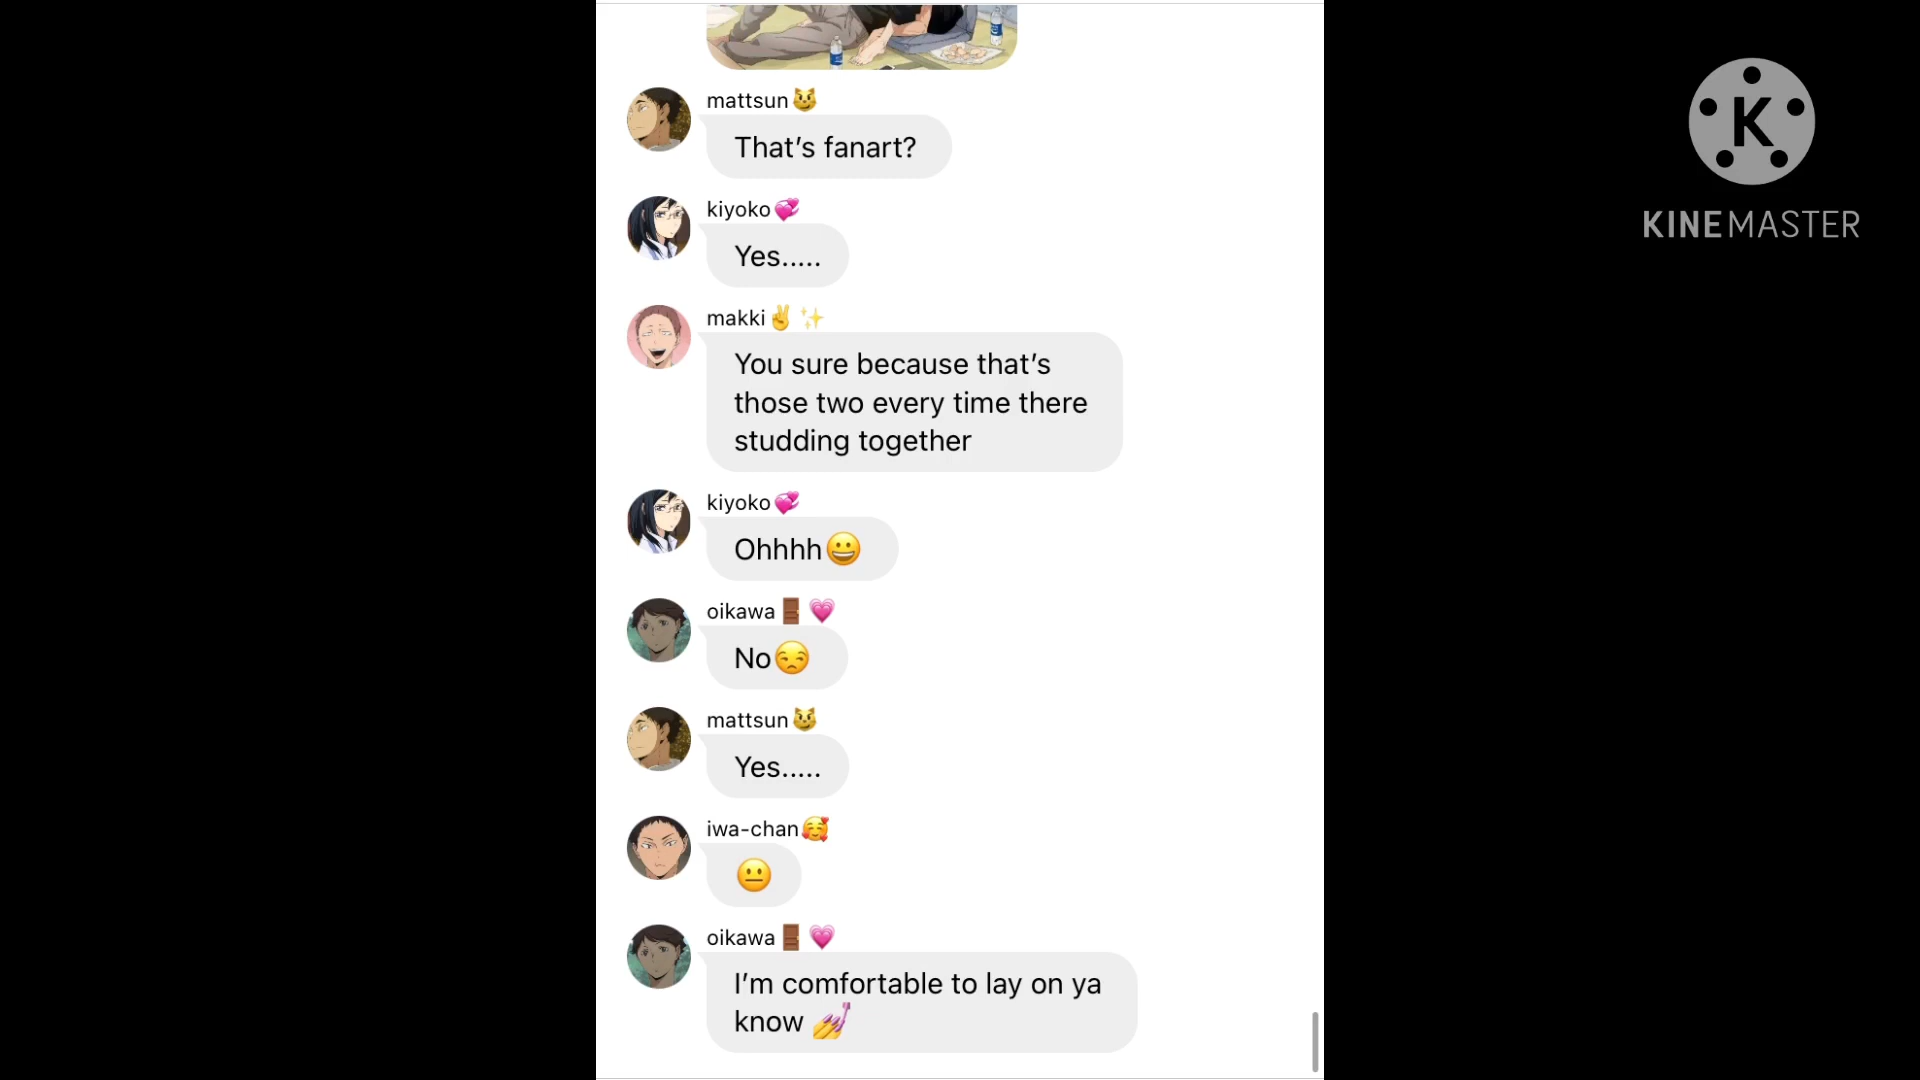 mattsun😼
That’s fanart?
kiyoko💞
Yes.....
makki✌️✨
You sure because that’s
those two every time there
studding together
kiyoko💞
Ohhhh😀
oikawa🚪💗
No😒
mattsun😼
Yes.....
iwa-chan🥰
😐
oikawa🚪💗
I’m comfortable to lay on ya
know 💅
K
KINEMASTER